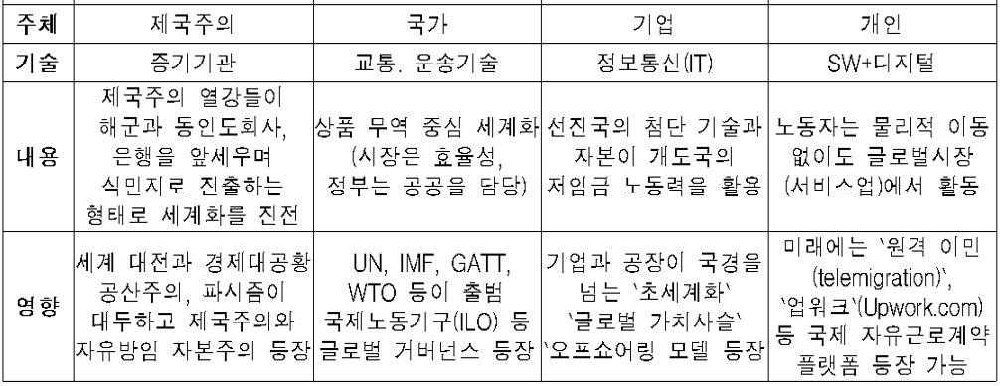 주체 제국주의 국가 기업 개인
기술 증기기관 교통. 운송기술 정보통신(IT) SW+디지털
내용
제국주의 열강들이
해군과 동인도회사,
은행을 앞세우며
식민지로 진출하는
형태로 세계화를 진전
상품 무역 중심 세계화
(시장은 효율성,
정부는 공공을 담당)
선진국의 첨단 기술과
자본이 개도국의
저임금 노동력을 활용
노동자는 물리적 이동
없이도 글로벌시장
(서비스업)에서 활동
영향
세계 대전과 경제대공황
공산주의, 파시즘이
대두하고 제국주의와
자유방임 자본주의 등장
UN, IMF, GATT,
WTO 등이 출범
국제노동기구(ILO) 등
글로벌 거버넌스 등장
기업과 공장이 국경을
넘는 '초세계화'
'글로벌 가치사슬'
'오프쇼어링 모델 등장
미래에는 '원격 이민
(telemigration)',
'업워크'(Upwork.com)
등 국제 자유근로계약
플랫폼 등장 가능